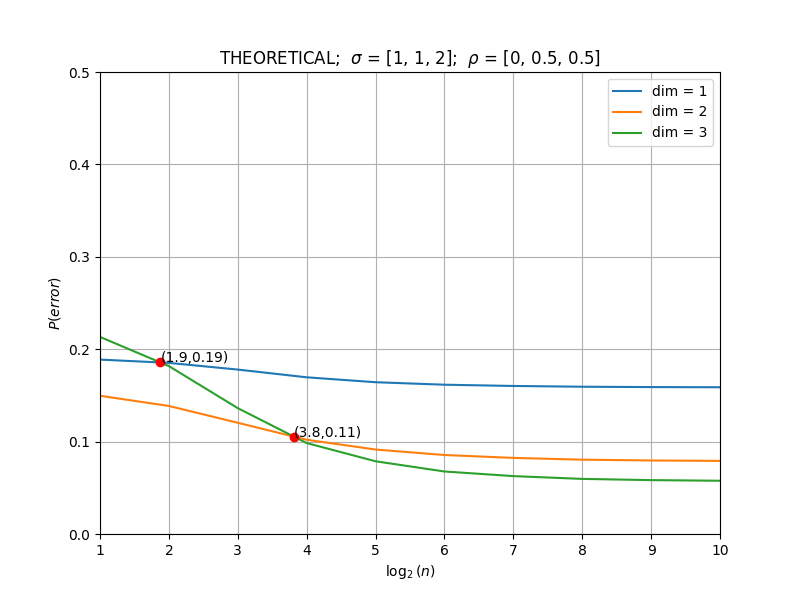 THEORETICAL;  σ = [1, 1, 2];  ρ = [0, 0.5, 0.5]
0.5
dim = 1
dim = 2
dim = 3
0.4
0.3
P(error)
0.2
(1.9,0.19)
(3.8,0.11)
0.1
0.0
1 2 3 4 5 6 7 8 9 10
log₂(n)